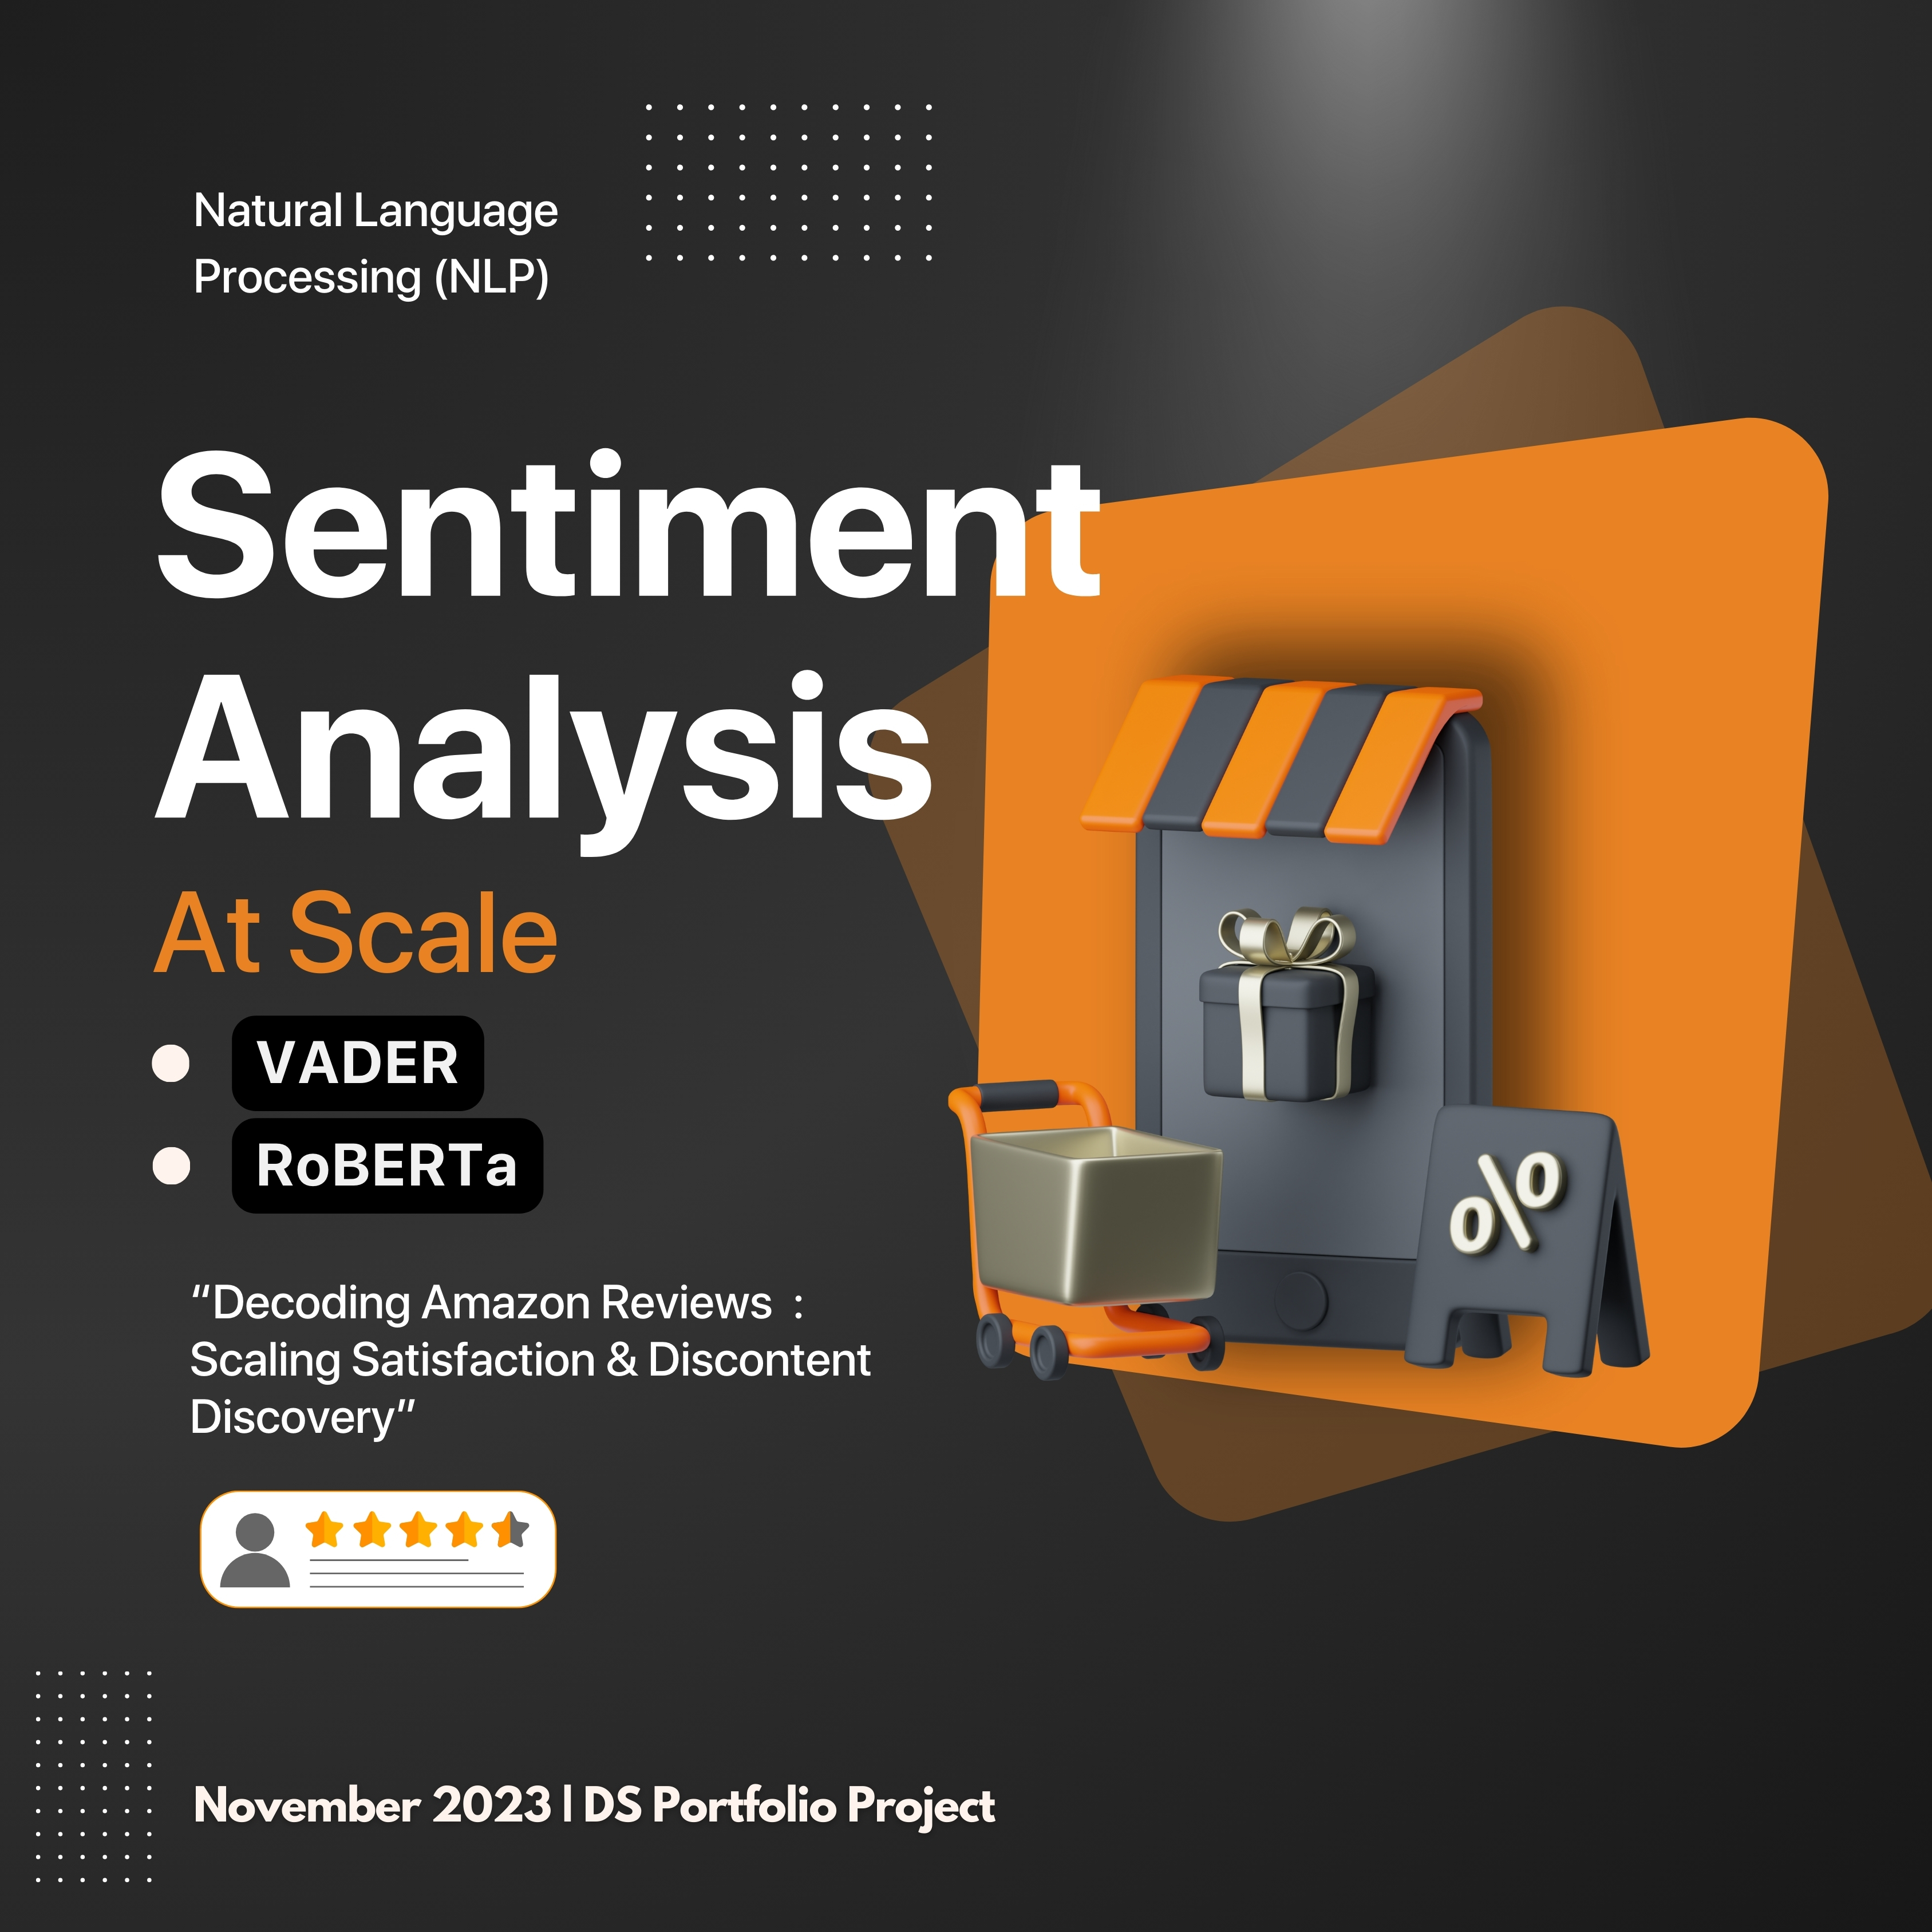 Natural Language
Processing (NLP)
Sentiment
Analysis
At Scale
VADER
RoBERTa
“Decoding Amazon Reviews :
Scaling Satisfaction & Discontent
Discovery”
%
November 2023 | DS Portfolio Project